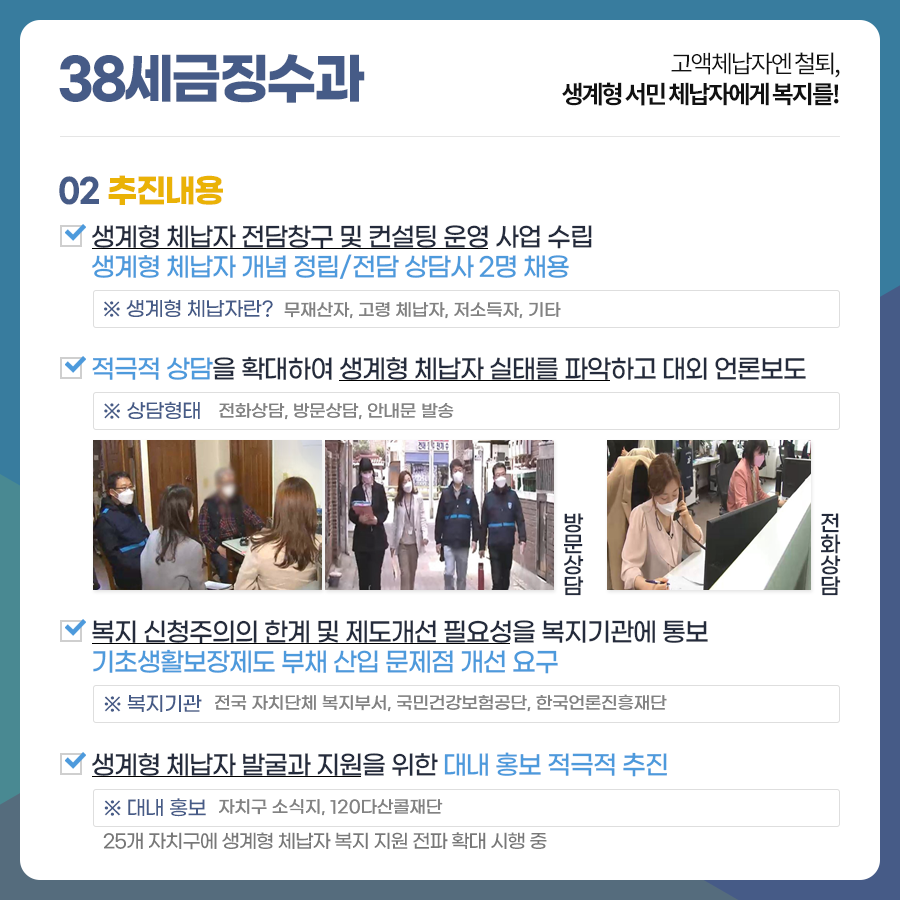 38세금징수과
고액체납자엔 철퇴,
생계형 서민 체납자에게 복지를!
02 추진내용
생계형 체납자 전담창구 및 컨설팅 운영 사업 수립
생계형 체납자 개념 정립/전담 상담사 2명 채용
※ 생계형 체납자란? 무재산자, 고령 체납자, 저소득자, 기타
적극적 상담을 확대하여 생계형 체납자 실태를 파악하고 대외 언론보도
※ 상담형태 전화상담, 방문상담, 안내문 발송
방문상담
전화상담
복지 신청주의의 한계 및 제도개선 필요성을 복지기관에 통보
기초생활보장제도 부채 산입 문제점 개선 요구
※ 복지기관 전국 자치단체 복지부서, 국민건강보험공단, 한국언론진흥재단
생계형 체납자 발굴과 지원을 위한 대내 홍보 적극적 추진
※ 대내 홍보 자치구 소식지, 120다산콜재단
25개 자치구에 생계형 체납자 복지 지원 전파 확대 시행 중